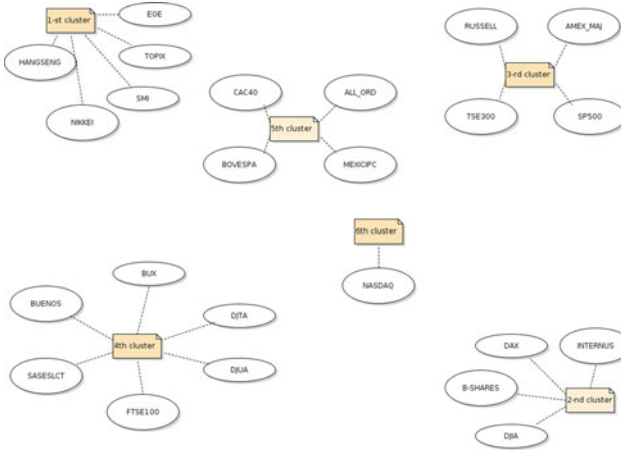 1-st cluster
EOE
HANGSENG
TOPIX
SMI
NIKKEI
CAC40
ALL_ORD
5th cluster
BOVESPA
MEXICIPC
RUSSELL
AMEX_MAJ
3-rd cluster
TSE300
SP500
6th cluster
NASDAQ
BUX
BUENOS
DJTA
4th cluster
SASESLCT
DJUA
FTSE100
DAX
INTERNUS
B-SHARES
2-nd cluster
DJIA